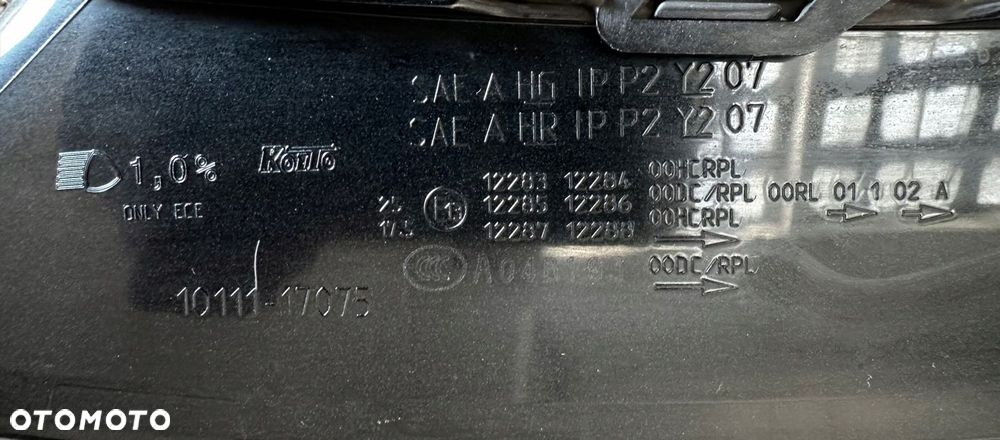 SAE A HG IP P2 Y2 07
SAE A HR IP P2 Y2 07
1,0%
ONLY ECE
KOITO
12283 12284 00HCRPL
25 12285 12286 00DC/RPL 00RL 01 1 02 A
17.5 E13 12287 12288 00HCRPL
CCC 00DC/RPL
10111-17075
OTOMOTO